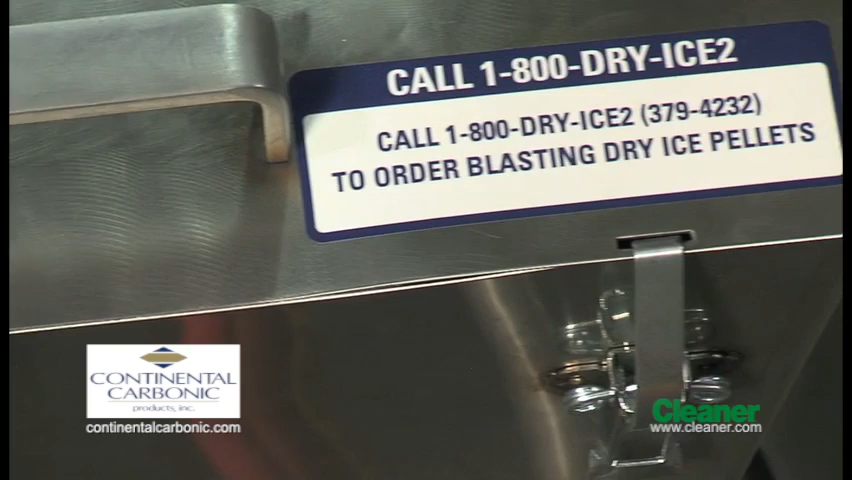 CALL 1-800-DRY-ICE2
CALL 1-800-DRY-ICE2 (379-4232)
TO ORDER BLASTING DRY ICE PELLETS
CONTINENTAL
CARBONIC
products, inc.
continentalcarbonic.com
Cleaner
www.cleaner.com